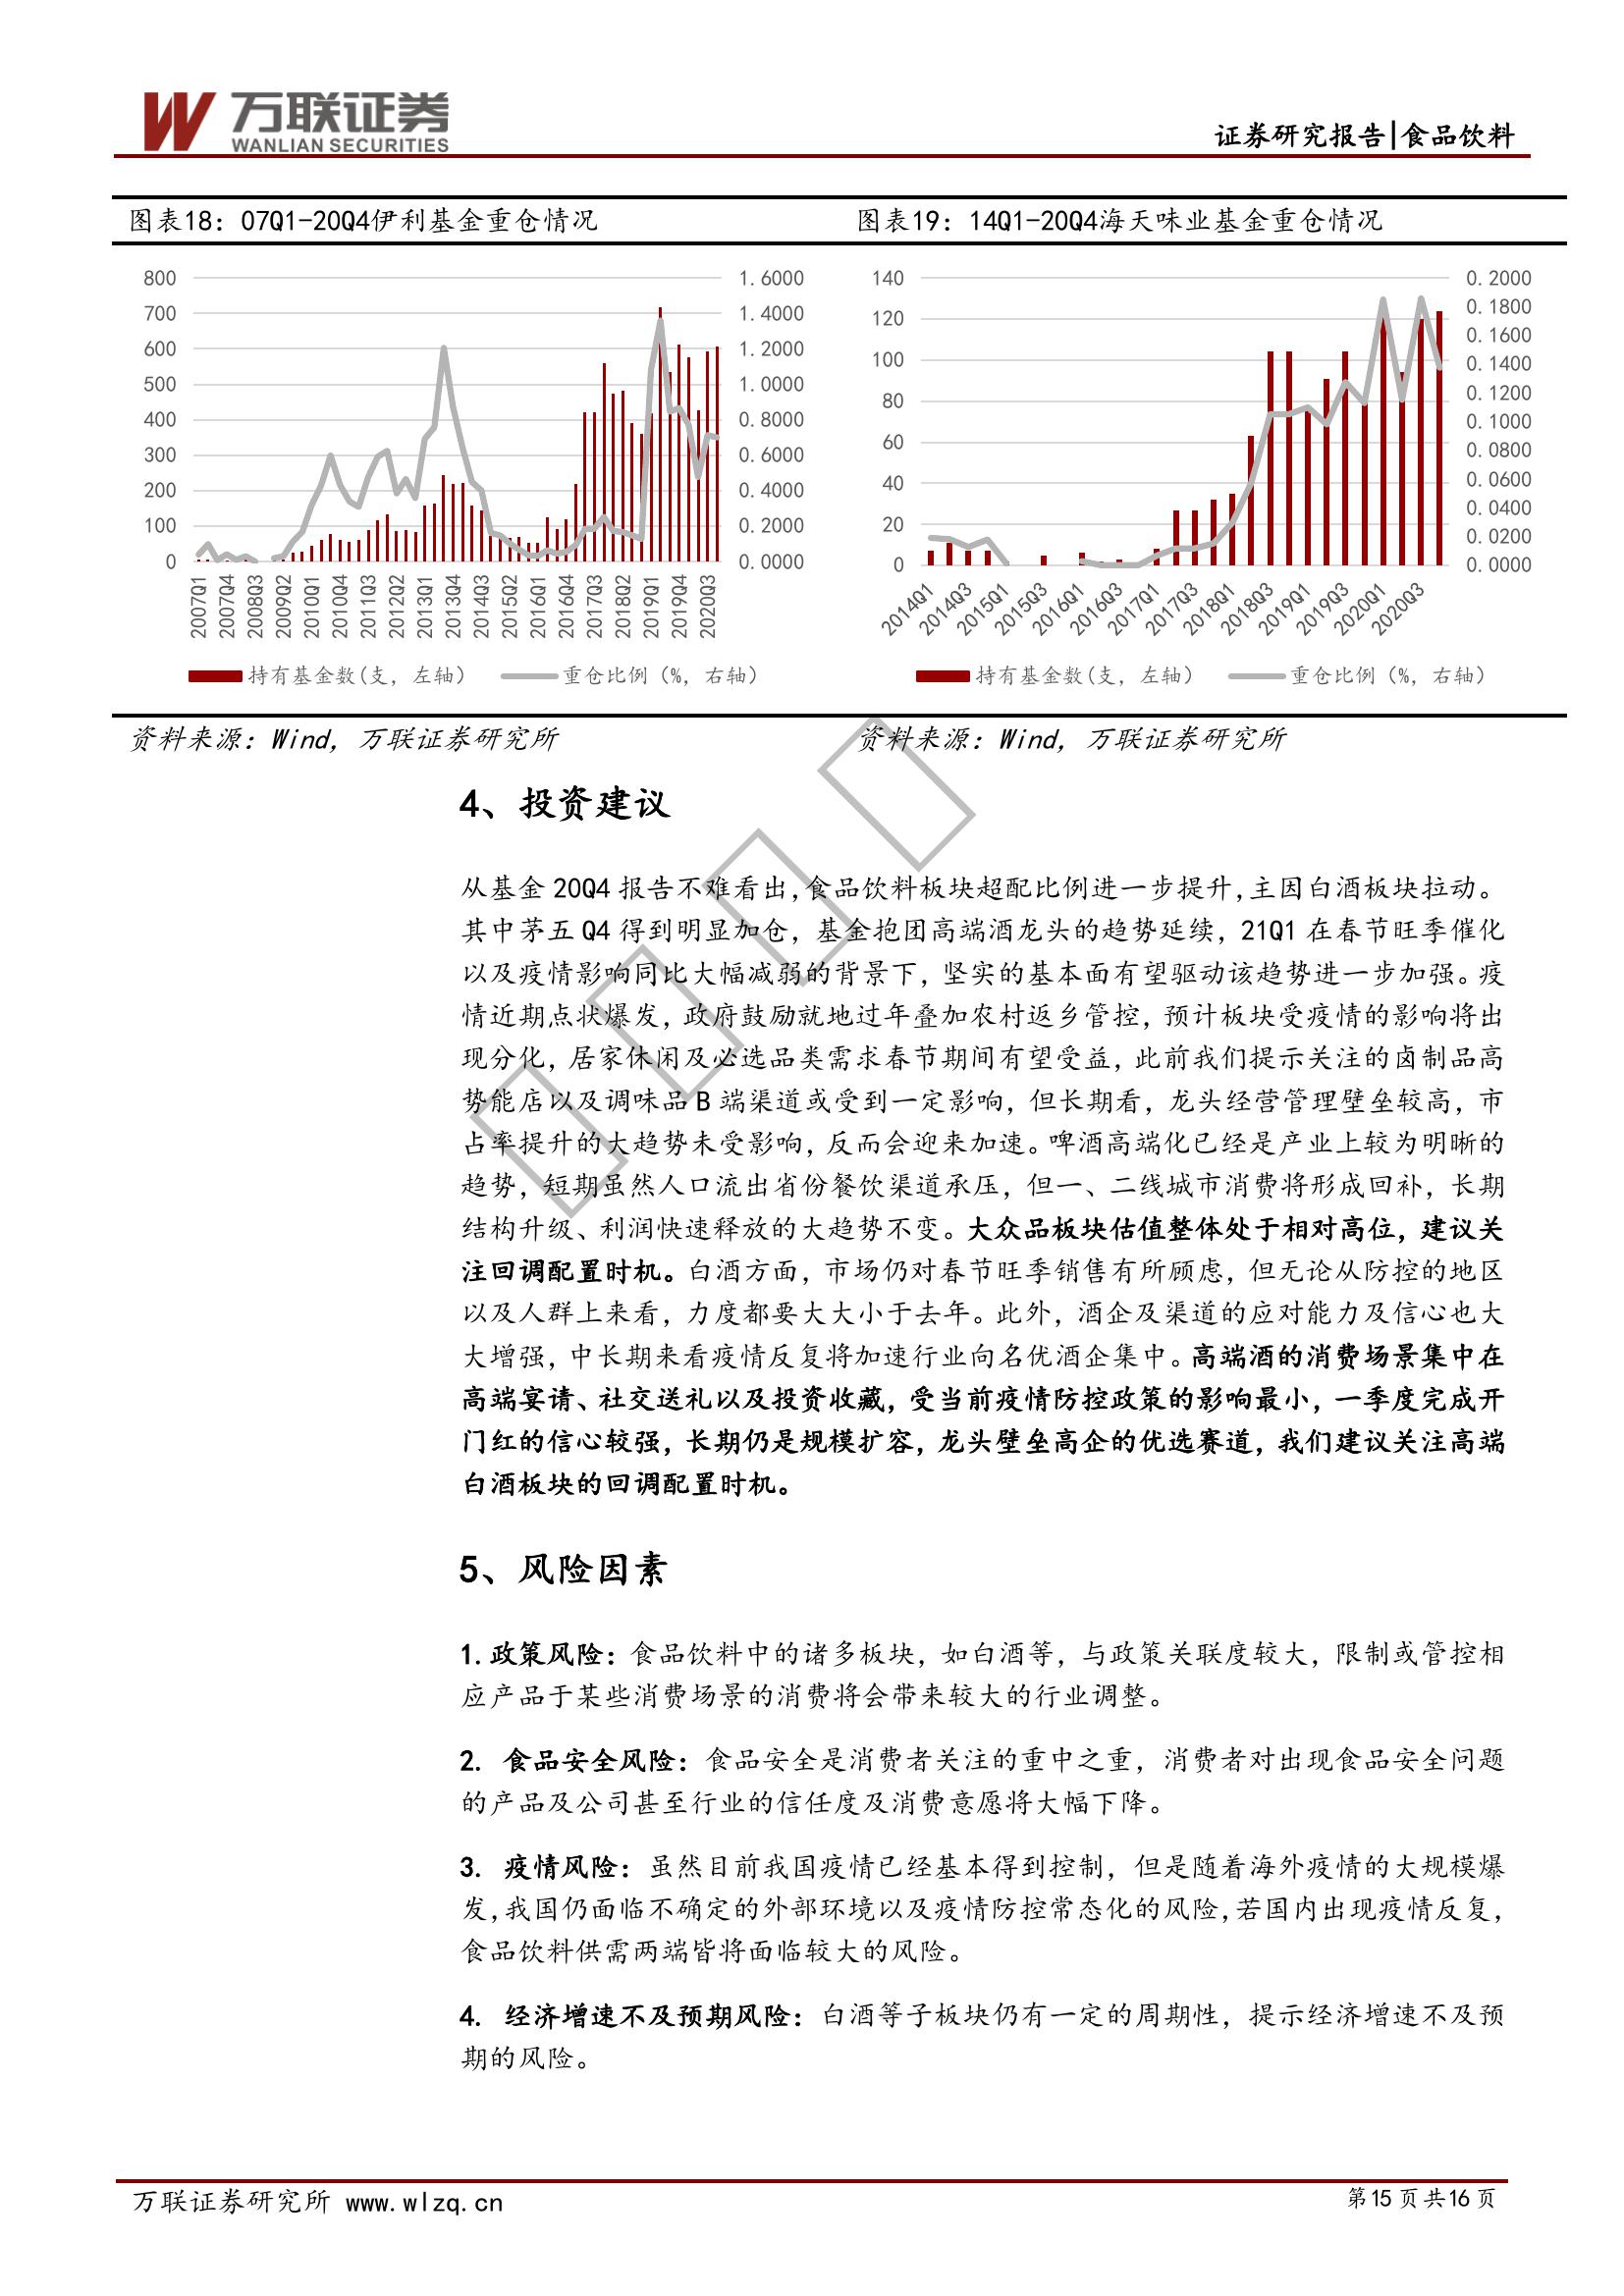 万联证券
WANLIAN SECURITIES
证券研究报告|食品饮料
图表18：07Q1-20Q4伊利基金重仓情况
800
700
600
500
400
300
200
100
0
1.6000
1.4000
1.2000
1.0000
0.8000
0.6000
0.4000
0.2000
0.0000
2007Q1
2007Q4
2008Q3
2009Q2
2010Q1
2010Q4
2011Q3
2012Q2
2013Q1
2013Q4
2014Q3
2015Q2
2016Q1
2016Q4
2017Q3
2018Q2
2019Q1
2019Q4
2020Q3
持有基金数(支，左轴)
重仓比例（%，右轴）
资料来源：Wind，万联证券研究所
图表19：14Q1-20Q4海天味业基金重仓情况
140
120
100
80
60
40
20
0
0.2000
0.1800
0.1600
0.1400
0.1200
0.1000
0.0800
0.0600
0.0400
0.0200
0.0000
2014Q1
2014Q3
2015Q1
2015Q3
2016Q1
2016Q3
2017Q1
2017Q3
2018Q1
2018Q3
2019Q1
2019Q3
2020Q1
2020Q3
持有基金数(支，左轴)
重仓比例（%，右轴）
资料来源：Wind，万联证券研究所
4、投资建议
从基金 20Q4 报告不难看出，食品饮料板块超配比例进一步提升，主因白酒板块拉动。
其中茅五 Q4 得到明显加仓，基金抱团高端酒龙头的趋势延续，21Q1 在春节旺季催化
以及疫情影响同比大幅减弱的背景下，坚实的基本面有望驱动该趋势进一步加强。疫
情近期点状爆发，政府鼓励就地过年叠加农村返乡管控，预计板块受疫情的影响将出
现分化，居家休闲及必选品类需求春节期间有望受益，此前我们提示关注的卤制品高
势能店以及调味品 B 端渠道或受到一定影响，但长期看，龙头经营管理壁垒较高，市
占率提升的大趋势未受影响，反而会迎来加速。啤酒高端化已经是产业上较为明晰的
趋势，短期虽然人口流出省份餐饮渠道承压，但一、二线城市消费将形成回补，长期
结构升级、利润快速释放的大趋势不变。大众品板块估值整体处于相对高位，建议关
注回调配置时机。白酒方面，市场仍对春节旺季销售有所顾虑，但无论从防控的地区
以及人群上来看，力度都要大大小于去年。此外，酒企及渠道的应对能力及信心也大
大增强，中长期来看疫情反复将加速行业向名优酒企集中。高端酒的消费场景集中在
高端宴请、社交送礼以及投资收藏，受当前疫情防控政策的影响最小，一季度完成开
门红的信心较强，长期仍是规模扩容，龙头壁垒高企的优选赛道，我们建议关注高端
白酒板块的回调配置时机。
5、风险因素
1.政策风险：食品饮料中的诸多板块，如白酒等，与政策关联度较大，限制或管控相
应产品于某些消费场景的消费将会带来较大的行业调整。
2. 食品安全风险：食品安全是消费者关注的重中之重，消费者对出现食品安全问题
的产品及公司甚至行业的信任度及消费意愿将大幅下降。
3. 疫情风险：虽然目前我国疫情已经基本得到控制，但是随着海外疫情的大规模爆
发，我国仍面临不确定的外部环境以及疫情防控常态化的风险，若国内出现疫情反复，
食品饮料供需两端皆将面临较大的风险。
4. 经济增速不及预期风险：白酒等子板块仍有一定的周期性，提示经济增速不及预
期的风险。
万联证券研究所 www.wlzq.cn
第15页共16页